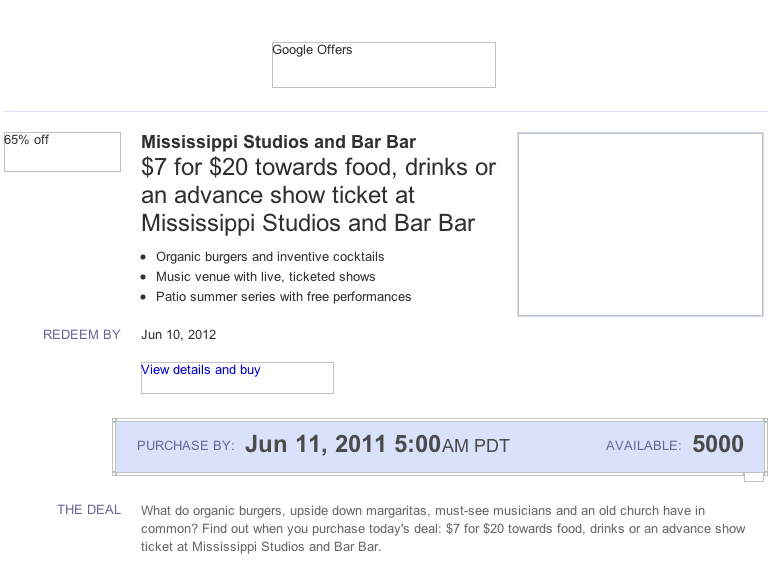 Google Offers
65% off
Mississippi Studios and Bar Bar
$7 for $20 towards food, drinks or
an advance show ticket at
Mississippi Studios and Bar Bar
Organic burgers and inventive cocktails
Music venue with live, ticketed shows
Patio summer series with free performances
REDEEM BY Jun 10, 2012
View details and buy
PURCHASE BY: Jun 11, 2011 5:00AM PDT AVAILABLE: 5000
THE DEAL What do organic burgers, upside down margaritas, must-see musicians and an old church have in
common? Find out when you purchase today's deal: $7 for $20 towards food, drinks or an advance show
ticket at Mississippi Studios and Bar Bar.